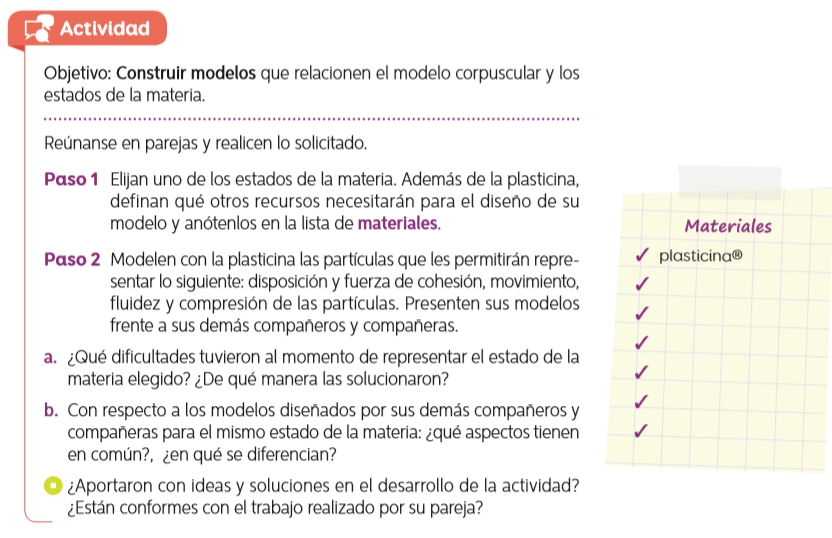 Actividad
Objetivo: Construir modelos que relacionen el modelo corpuscular y los
estados de la materia.
Reúnanse en parejas y realicen lo solicitado.
Paso 1 Elijan uno de los estados de la materia. Además de la plasticina,
definan qué otros recursos necesitarán para el diseño de su
modelo y anótenlos en la lista de materiales.
Paso 2 Modelen con la plasticina las partículas que les permitirán repre-
sentar lo siguiente: disposición y fuerza de cohesión, movimiento,
fluidez y compresión de las partículas. Presenten sus modelos
frente a sus demás compañeros y compañeras.
a. ¿Qué dificultades tuvieron al momento de representar el estado de la
materia elegido? ¿De qué manera las solucionaron?
b. Con respecto a los modelos diseñados por sus demás compañeros y
compañeras para el mismo estado de la materia: ¿qué aspectos tienen
en común?, ¿en qué se diferencian?
¿Aportaron con ideas y soluciones en el desarrollo de la actividad?
¿Están conformes con el trabajo realizado por su pareja?
Materiales
✓ plasticina®
✓
✓
✓
✓
✓
✓